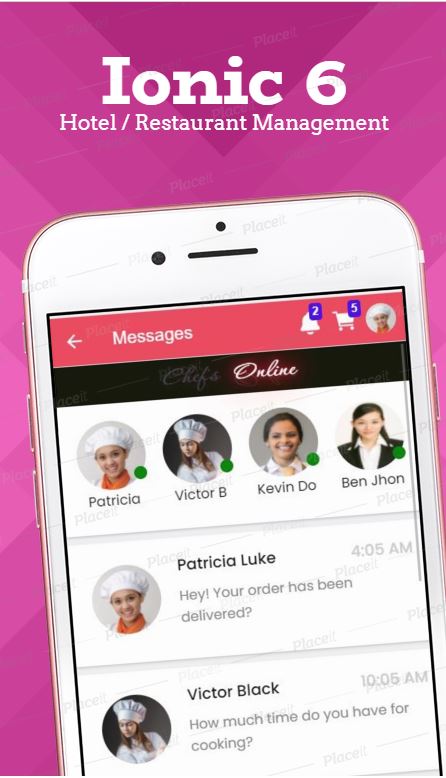 Ionic 6
Hotel / Restaurant Management
Messages
2
5
Chefs Online
Patricia
Victor B
Kevin Do
Ben Jhon
Patricia Luke
4:05 AM
Hey! Your order has been
delivered?
Victor Black
10:05 AM
How much time do you have for
cooking?
Placeit